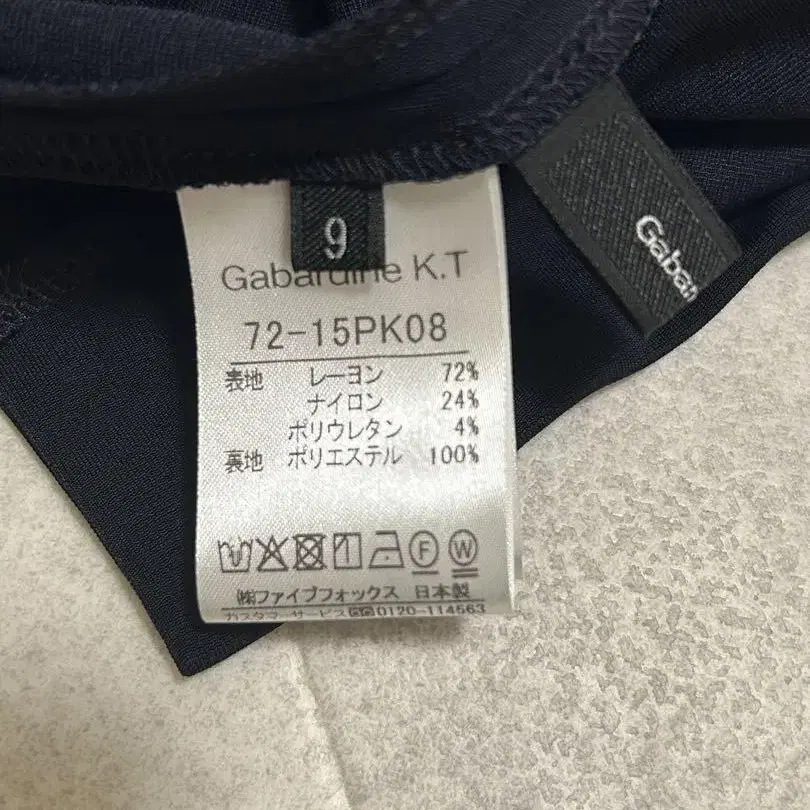 9
Gabar
Gabardine K.T
72-15PK08
表地 レーヨン 72%
ナイロン 24%
ポリウレタン 4%
裏地 ポリエステル 100%
F W
㈱ファイブフォックス 日本製
カスタマーサービス 0120-114563